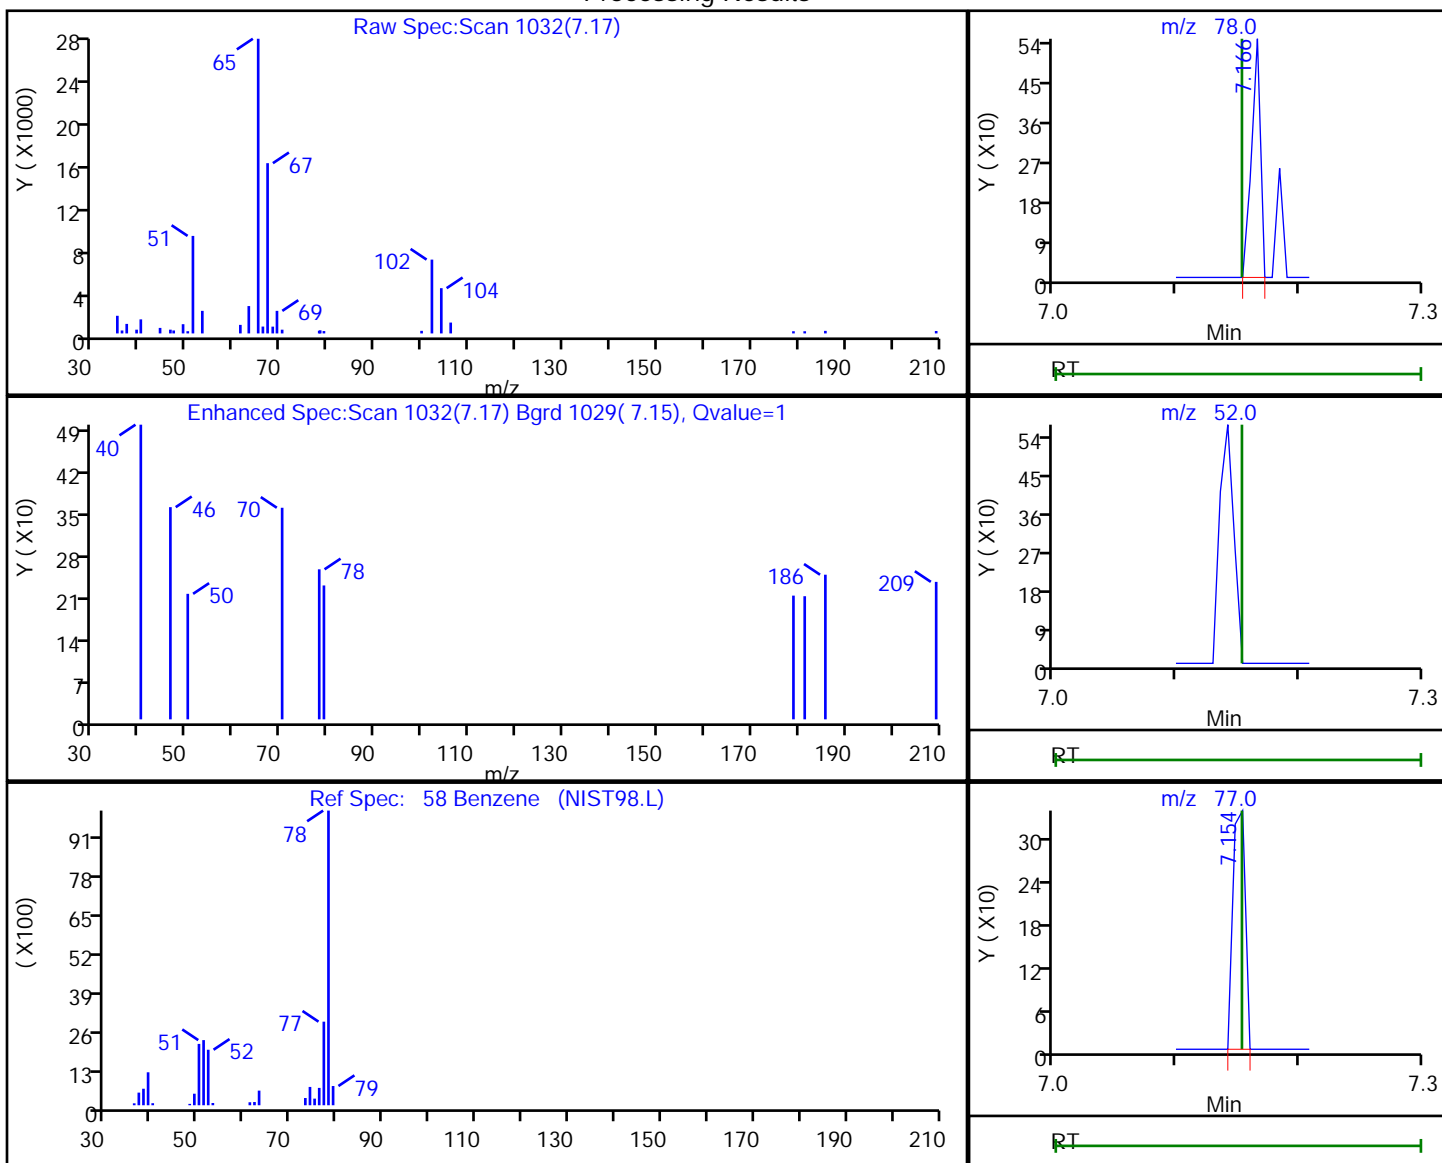 Processing Results
Raw Spec:Scan 1032(7.17)
Y ( X1000)
28
24
20
16
12
8
4
0
65
67
51
69
102
104
30 50 70 90 110 130 150 170 190 210
m/z
m/z 78.0
Y ( X10)
54
45
36
27
18
9
0
7.166
7.0 7.3
Min
RT
Enhanced Spec:Scan 1032(7.17) Bgrd 1029( 7.15), Qvalue=1
Y ( X10)
49
42
35
28
21
14
7
0
40
46
70
50
78
186
209
30 50 70 90 110 130 150 170 190 210
m/z
m/z 52.0
Y ( X10)
54
45
36
27
18
9
0
7.0 7.3
Min
RT
Ref Spec: 58 Benzene (NIST98.L)
( X100)
91
78
65
52
39
26
13
0
78
77
51
52
79
30 50 70 90 110 130 150 170 190 210
m/z 77.0
Y ( X10)
30
24
18
12
6
0
7.154
7.0 7.3
Min
RT